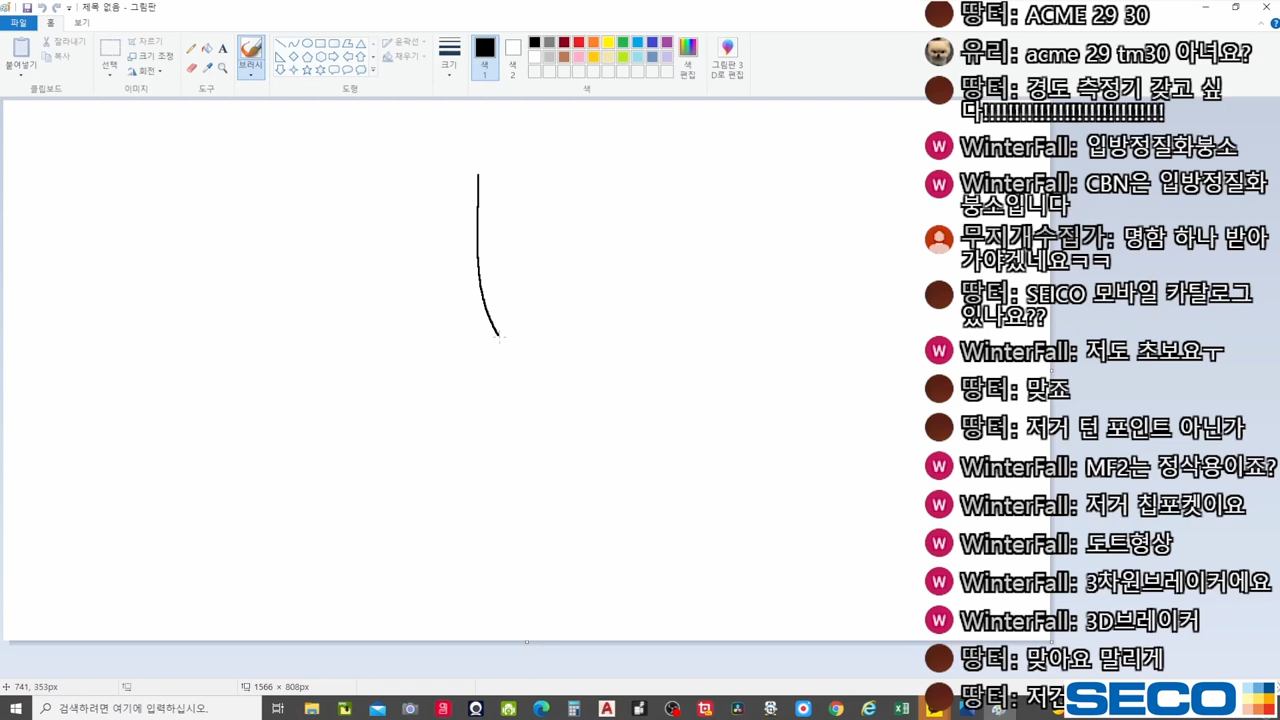 제목 없음 - 그림판
파일
홈
보기
붙여넣기
잘라내기
복사
클립보드
선택
자르기
크기 조정
회전
이미지
A
도구
브러시
윤곽선
채우기
도형
크기
색
1
색
2
색
편집
그림판 3
D로 편집
색
땅터: ACME 29 30
유리: acme 29 tm30 아녀요?
땅터: 경도 측정기 갖고 싶
다!!!!!!!!!!!!!!!!!!!!!!!!!!!!!!
WinterFall: 입방정질화붕소
WinterFall: CBN은 입방정질화
붕소입니다
무지개수집가: 명함 하나 받아
가야겠네요ㅋㅋ
땅터: SEICO 모바일 카탈로그
있나요??
WinterFall: 저도 초보요ㅜ
땅터: 맞죠
땅터: 저거 턴 포인트 아닌가
WinterFall: MF2는 정삭용이죠?
WinterFall: 저거 칩포켓이요
WinterFall: 도트형상
WinterFall: 3차원브레이커에요
WinterFall: 3D브레이커
땅터: 맞아요 말리게
땅터: 저건
SECO
741, 353px
1566 × 808px
검색하려면 여기에 입력하십시오.